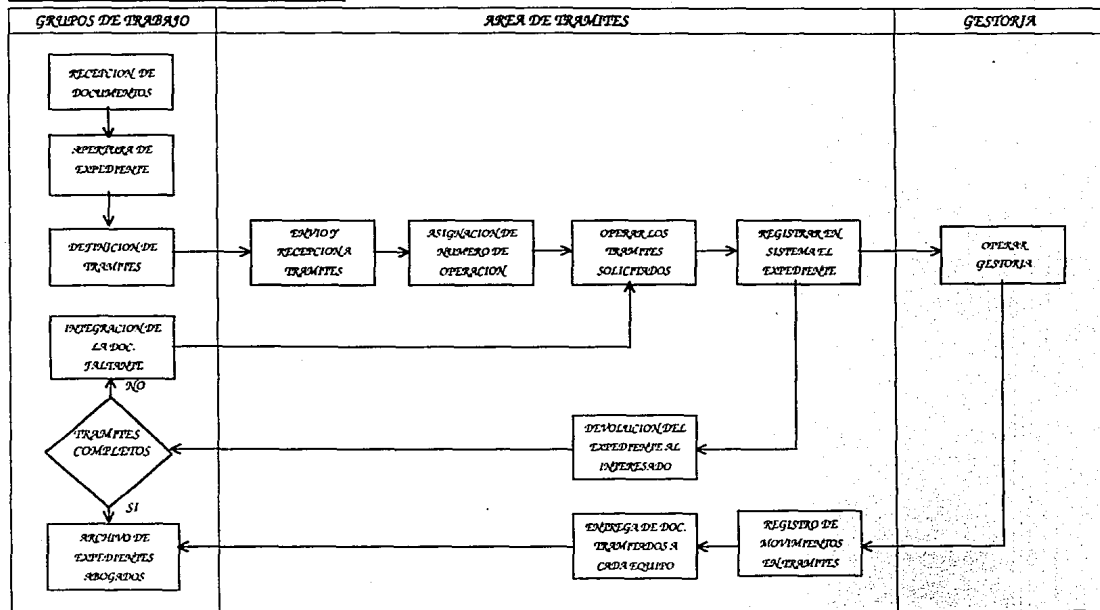 GRUPOS DE TRABAJO
AREA DE TRAMITES
GESTORIA
RECEPCION DE
DOCUMENTOS
APERTURA DE
EXPEDIENTE
DEFINICION DE
TRAMITES
ENVIO Y
RECEPCION A
TRAMITES
ASIGNACION DE
NUMERO DE
OPERACION
OPERAR LOS
TRAMITES
SOLICITADOS
REGISTRAR EN
SISTEMA EL
EXPEDIENTE
OPERAR
GESTORIA
INTEGRACION DE
LA DOC.
FALTANTE
NO
TRAMITES
COMPLETOS
SI
DEVOLUCION DEL
EXPEDIENTE AL
INTERESADO
ARCHIVO DE
EXPEDIENTES
ABOGADOS
ENTREGA DE DOC.
TRAMITADOS A
CADA EQUIPO
REGISTRO DE
MOVIMIENTOS
EN TRAMITES